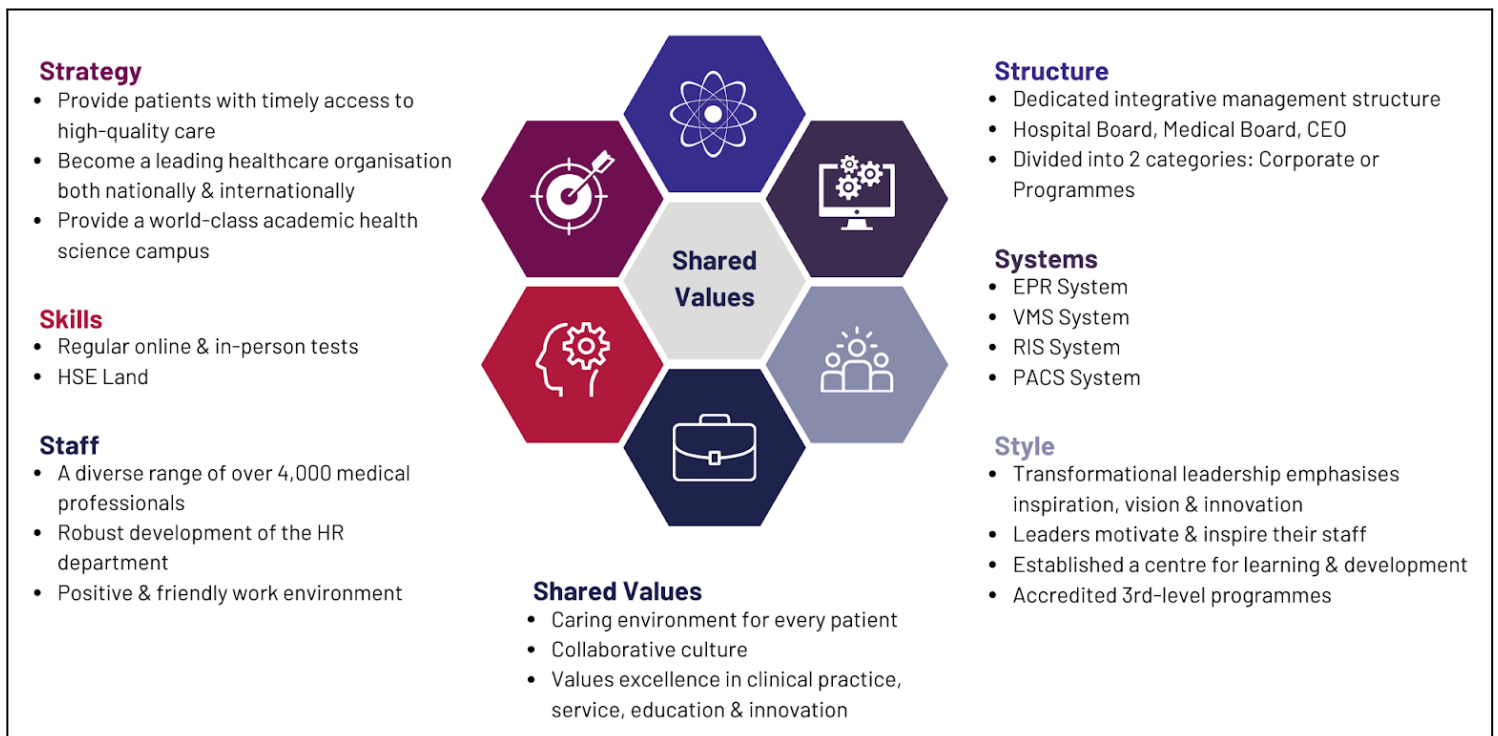 Strategy
• Provide patients with timely access to
high-quality care
• Become a leading healthcare organisation
both nationally & internationally
• Provide a world-class academic health
science campus
Skills
• Regular online & in-person tests
• HSE Land
Staff
• A diverse range of over 4,000 medical
professionals
• Robust development of the HR
department
• Positive & friendly work environment
Shared
Values
Shared Values
• Caring environment for every patient
• Collaborative culture
• Values excellence in clinical practice,
service, education & innovation
Structure
• Dedicated integrative management structure
• Hospital Board, Medical Board, CEO
• Divided into 2 categories: Corporate or
Programmes
Systems
• EPR System
• VMS System
• RIS System
• PACS System
Style
• Transformational leadership emphasises
inspiration, vision & innovation
• Leaders motivate & inspire their staff
• Established a centre for learning & development
• Accredited 3rd-level programmes